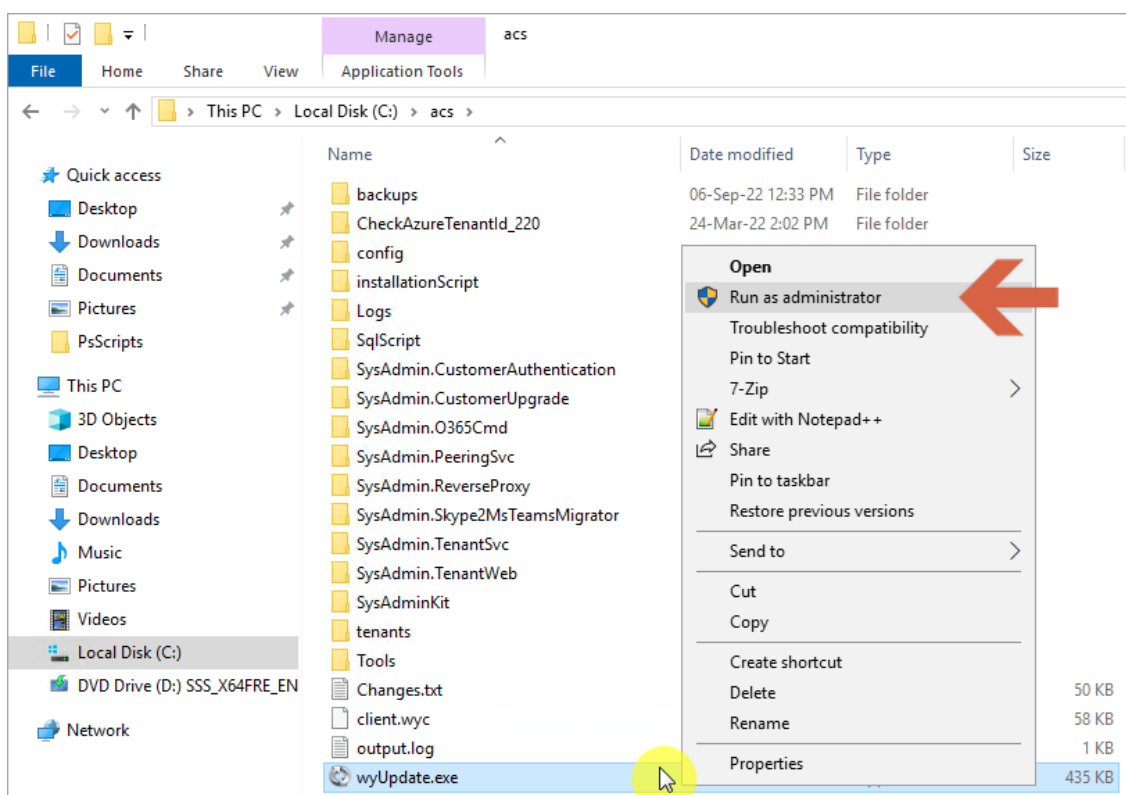 Manage acs
File Home Share View Application Tools
This PC Local Disk (C:) acs
Name Date modified Type Size
Quick access
Desktop
Downloads
Documents
Pictures
PsScripts
This PC
3D Objects
Desktop
Documents
Downloads
Music
Pictures
Videos
Local Disk (C:)
DVD Drive (D:) SSS_X64FRE_EN
Network
backups 06-Sep-22 12:33 PM File folder
CheckAzureTenantId_220 24-Mar-22 2:02 PM File folder
config
installationScript
Logs
SqlScript
SysAdmin.CustomerAuthentication
SysAdmin.CustomerUpgrade
SysAdmin.O365Cmd
SysAdmin.PeeringSvc
SysAdmin.ReverseProxy
SysAdmin.Skype2MsTeamsMigrator
SysAdmin.TenantSvc
SysAdmin.TenantWeb
SysAdminKit
tenants
Tools
Changes.txt 50 KB
client.wyc 58 KB
output.log 1 KB
wyUpdate.exe 435 KB
Open
Run as administrator
Troubleshoot compatibility
Pin to Start
7-Zip
Edit with Notepad++
Share
Pin to taskbar
Restore previous versions
Send to
Cut
Copy
Create shortcut
Delete
Rename
Properties